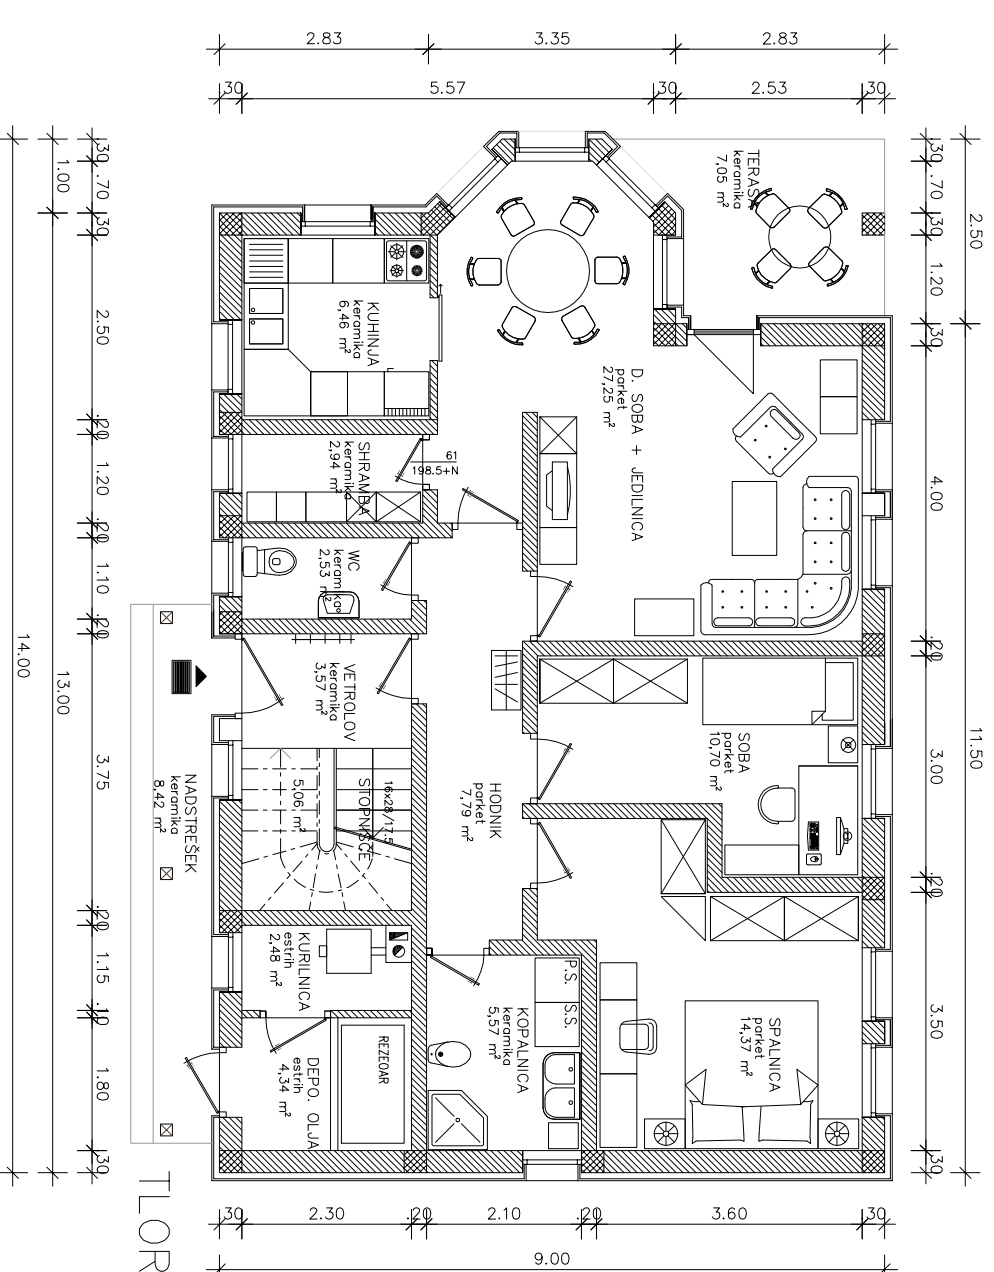 2.83
3.35
2.83
.30
5.57
.30
2.53
.30
.30
.70
.30
2.50
.20
1.20
.20
1.10
.20
3.75
.20
1.15
.10
1.80
.30
1.00
13.00
14.00
.30
.70
.30
1.20
.30
4.00
.20
3.00
.20
3.50
.30
2.50
11.50
TERASA
keramika
7,05 m²
KUHINJA
keramika
6,46 m²
D. SOBA + JEDILNICA
parket
27,25 m²
SHRAMBA
keramika
2,94 m²
61
198.5+N
WC
keramika
2,53 m²
VETROLOV
keramika
3,57 m²
SOBA
parket
10,70 m²
HODNIK
parket
7,79 m²
16x28/17.5
STOPNIŠČE
5,06 m²
NADSTREŠEK
keramika
8,42 m²
KURILNICA
estrih
2,48 m²
P.S.
S.S.
KOPALNICA
keramika
5,57 m²
SPALNICA
parket
14,37 m²
DEPO. OLJA
estrih
4,34 m²
REZEOAR
TLOR
.30
2.30
.20
2.10
.20
3.60
.30
9.00